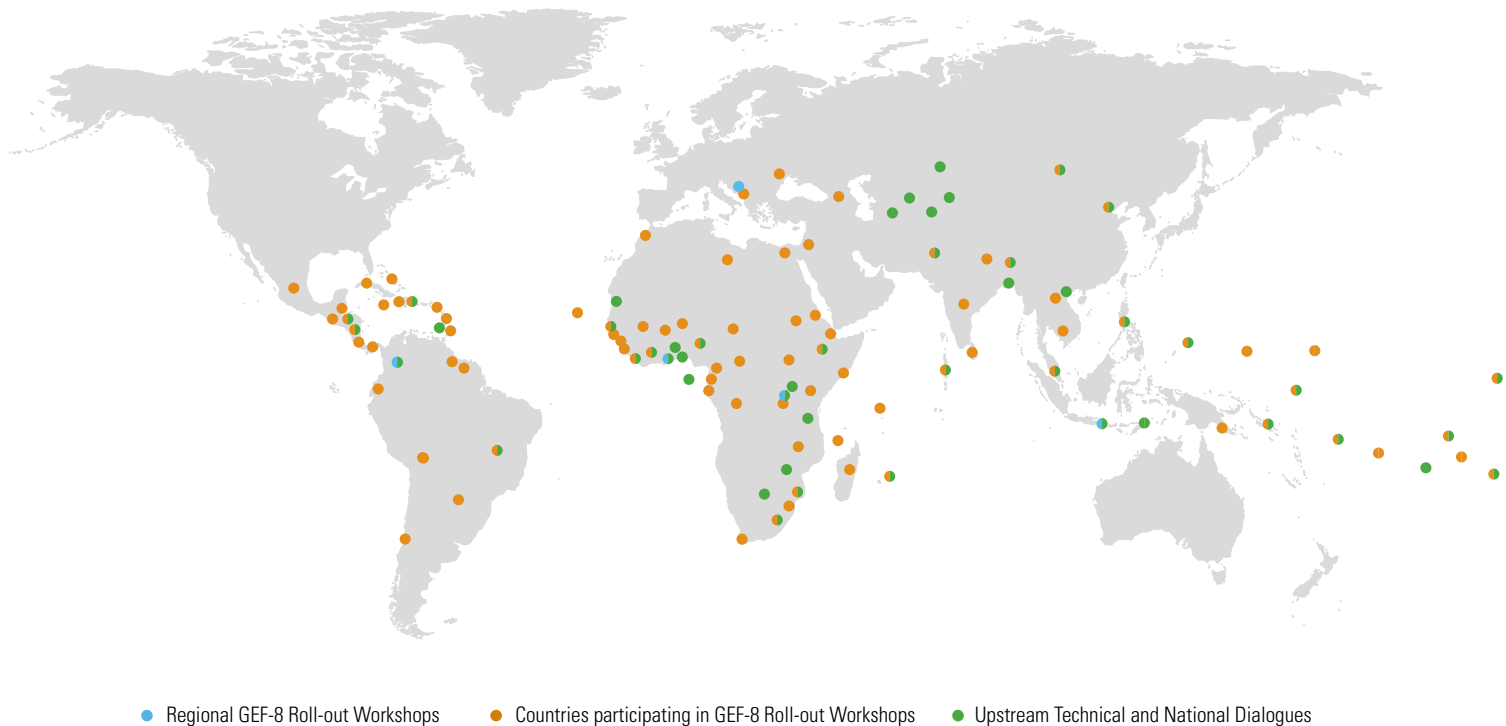 Regional GEF-8 Roll-out Workshops Countries participating in GEF-8 Roll-out Workshops Upstream Technical and National Dialogues